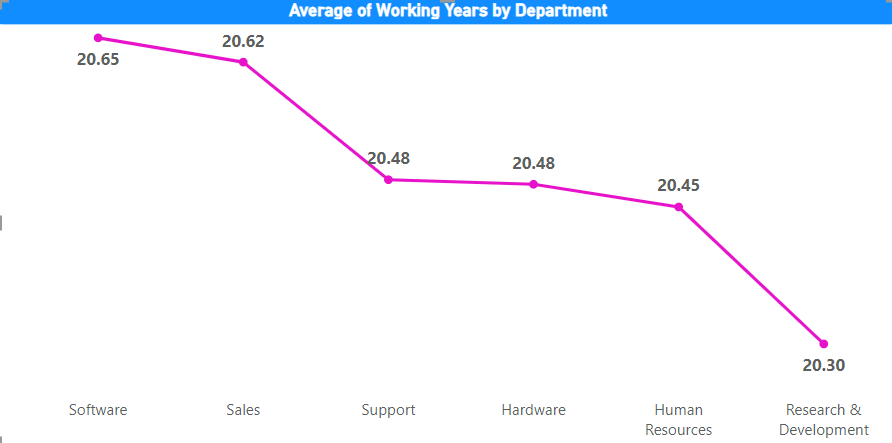 Average of Working Years by Department
20.65
20.62
20.48
20.48
20.45
20.30
Software
Sales
Support
Hardware
Human
Resources
Research &
Development